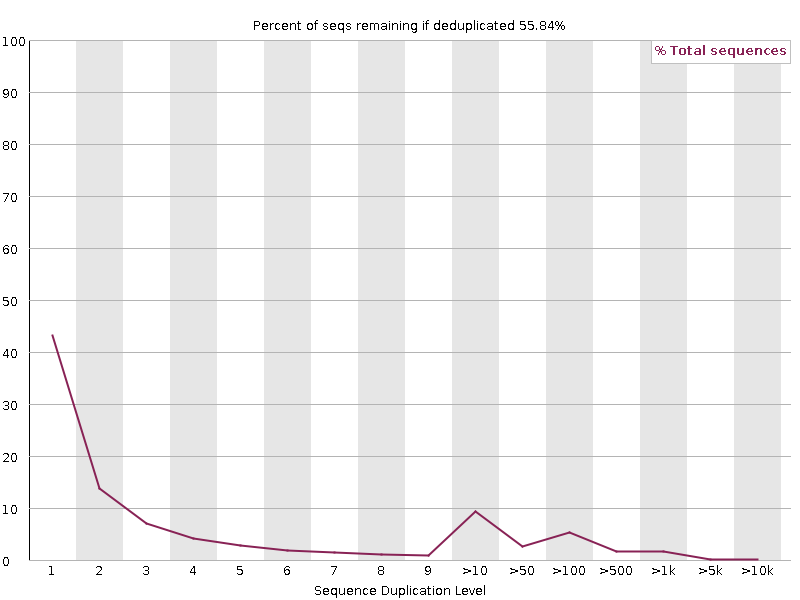 Percent of seqs remaining if deduplicated 55.84%
% Total sequences
100
90
80
70
60
50
40
30
20
10
0
1 2 3 4 5 6 7 8 9 >10 >50 >100 >500 >1k >5k >10k
Sequence Duplication Level